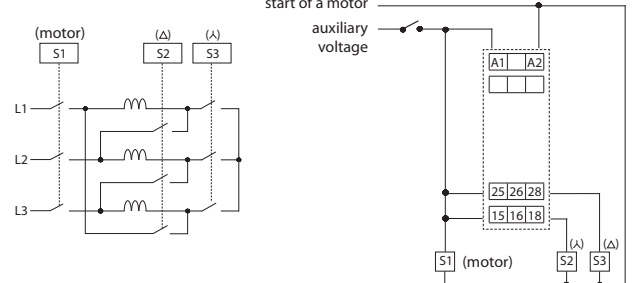 start of a motor
auxiliary
voltage
(motor) (△) (⅄)
S1 S2 S3
L1
L2
L3
A1 A2
25 26 28
15 16 18
(⅄) (△)
S1 (motor) S2 S3